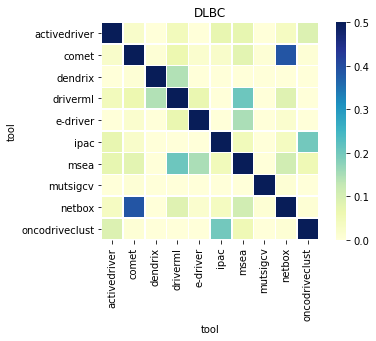 DLBC
tool
activedriver
comet
dendrix
driverml
e-driver
ipac
msea
mutsigcv
netbox
oncodriveclust
activedriver
comet
dendrix
driverml
e-driver
ipac
msea
mutsigcv
netbox
oncodriveclust
tool
0.5
0.4
0.3
0.2
0.1
0.0